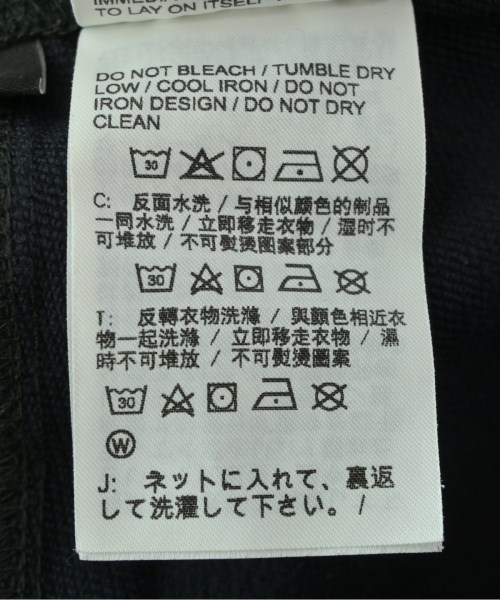 TO LAY ON ITSELF
DO NOT BLEACH / TUMBLE DRY
LOW / COOL IRON / DO NOT
IRON DESIGN / DO NOT DRY
CLEAN
30
C: 反面水洗 / 与相似颜色的制品
一同水洗 / 立即移走衣物 / 湿时不
可堆放 / 不可熨烫图案部分
30
T: 反轉衣物洗滌 / 與顏色相近衣
物一起洗滌 / 立即移走衣物 / 濕
時不可堆放 / 不可熨燙圖案
30
W
J: ネットに入れて、裏返
して洗濯して下さい。/